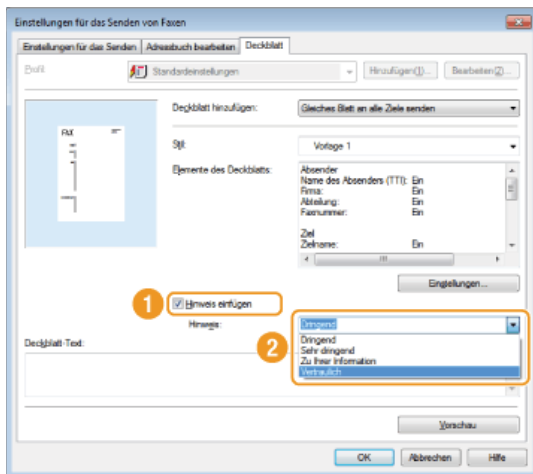 Einstellungen für das Senden von Faxen
Einstellungen für das Senden
Adressbuch bearbeiten
Deckblatt
Profil:
Standardeinstellungen
Hinzufügen(1)...
Bearbeiten(2)...
Deckblatt hinzufügen:
Gleiches Blatt an alle Ziele senden
FAX
Stil:
Vorlage 1
Elemente des Deckblatts:
Absender
Name des Absenders (TTI): Ein
Firma: Ein
Abteilung: Ein
Faxnummer: Ein
Ziel
Zielname: Ein
Einstellungen...
1
Hinweis einfügen
Hinweis:
Dringend
2
Dringend
Sehr dringend
Zu Ihrer Information
Vertraulich
Deckblatt-Text:
Vorschau
OK
Abbrechen
Hilfe